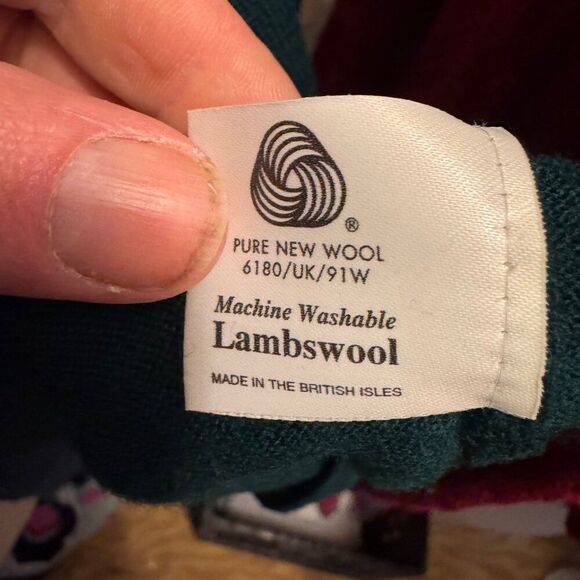 ®
PURE NEW WOOL
6180/UK/91W
Machine Washable
Lambswool
MADE IN THE BRITISH ISLES